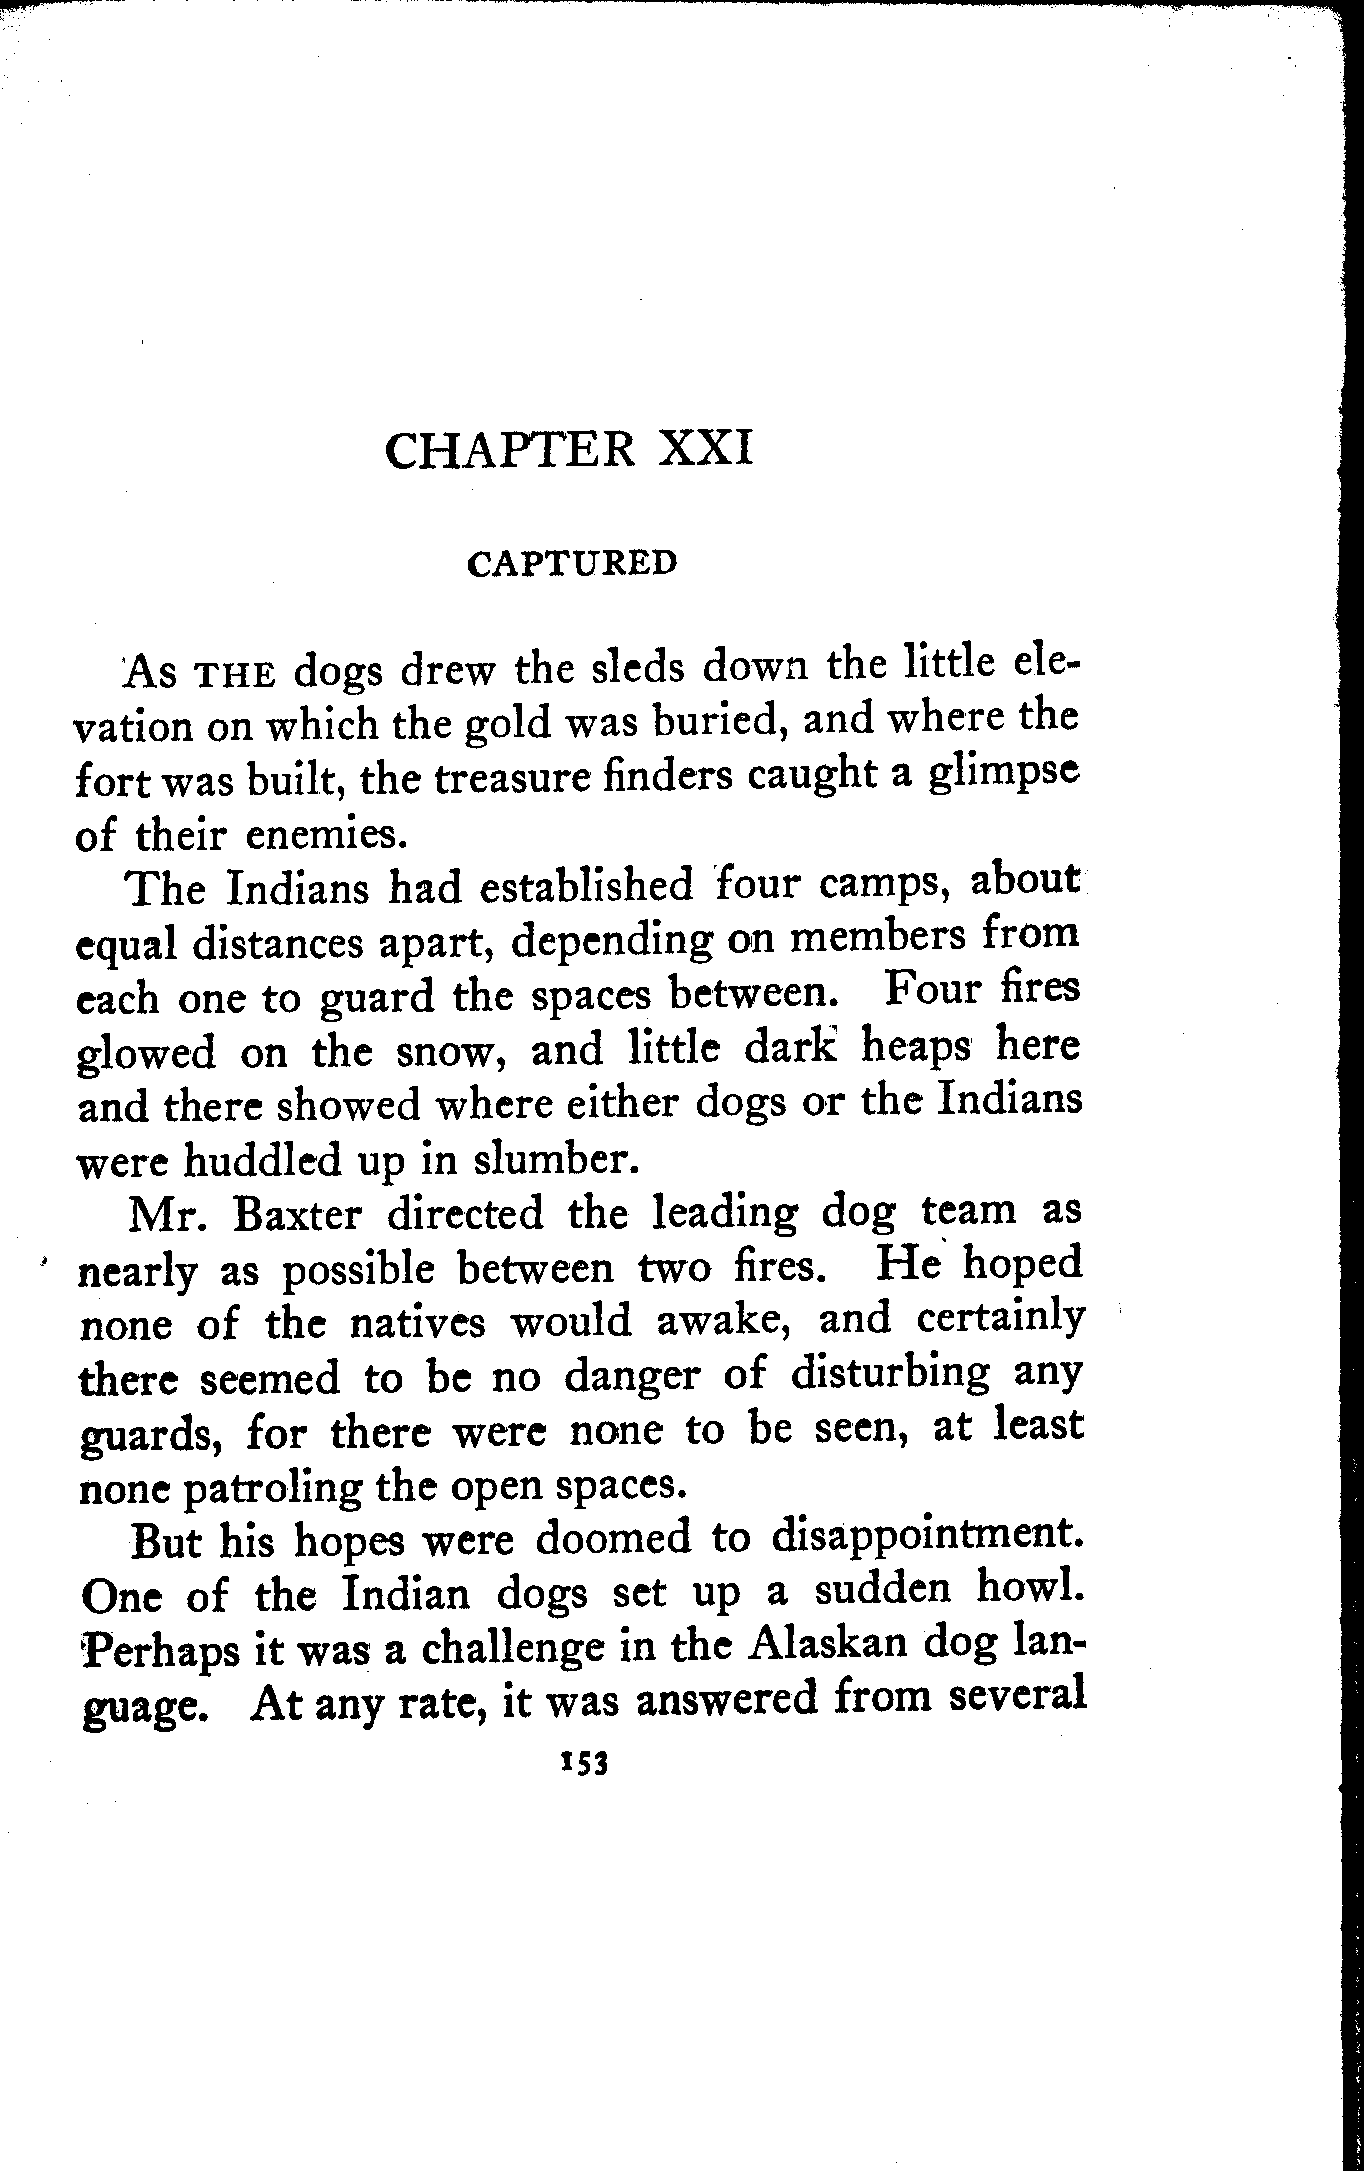 CHAPTER XXI
CAPTURED
As THE dogs drew the sleds down the little ele-
vation on which the gold was buried, and where the
fort was built, the treasure finders caught a glimpse
of their enemies.
The Indians had established four camps, about
equal distances apart, depending on members from
each one to guard the spaces between. Four fires
glowed on the snow, and little dark heaps here
and there showed where either dogs or the Indians
were huddled up in slumber.
Mr. Baxter directed the leading dog team as
nearly as possible between two fires. He hoped
none of the natives would awake, and certainly
there seemed to be no danger of disturbing any
guards, for there were none to be seen, at least
none patroling the open spaces.
But his hopes were doomed to disappointment.
One of the Indian dogs set up a sudden howl.
Perhaps it was a challenge in the Alaskan dog lan-
guage. At any rate, it was answered from several
153